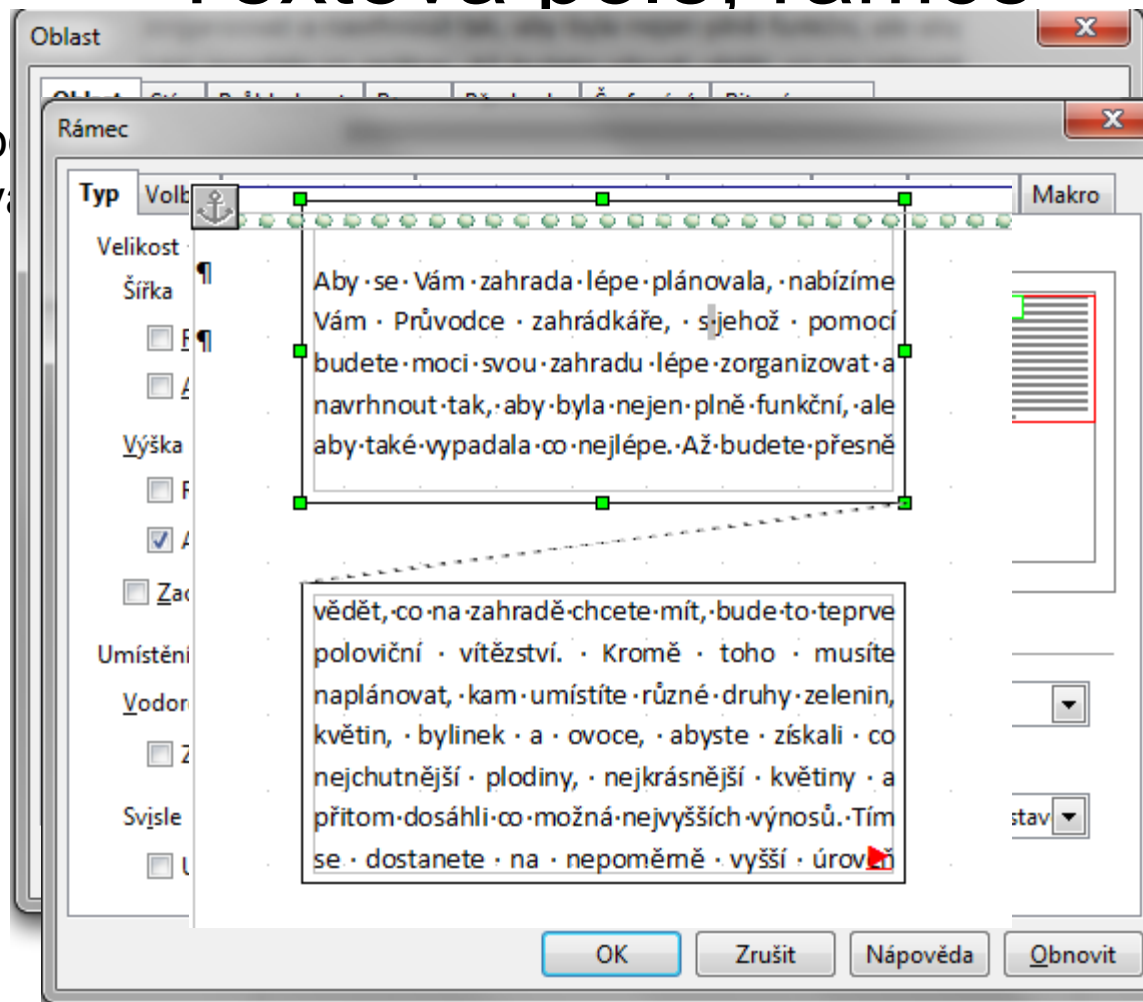 Textová pole, rámce
Oblast
Oblast
Rámec
Typ
Makro
Velikost
Šířka
Výška
Umístění
Svisle
Aby se Vám zahrada lépe plánovala, nabízíme
Vám Průvodce zahrádkáře, s jehož pomocí
budete moci svou zahradu lépe zorganizovat a
navrhnout tak, aby byla nejen plně funkční, ale
aby také vypadala co nejlépe. Až budete přesně
vědět, co na zahradě chcete mít, bude to teprve
poloviční vítězství. Kromě toho musíte
naplánovat, kam umístíte různé druhy zelenin,
květin, bylinek a ovoce, abyste získali co
nejchutnější plodiny, nejkrásnější květiny a
přitom dosáhli co možná nejvyšších výnosů. Tím
se dostanete na nepoměrně vyšší úroveň
OK
Zrušit
Nápověda
Obnovit